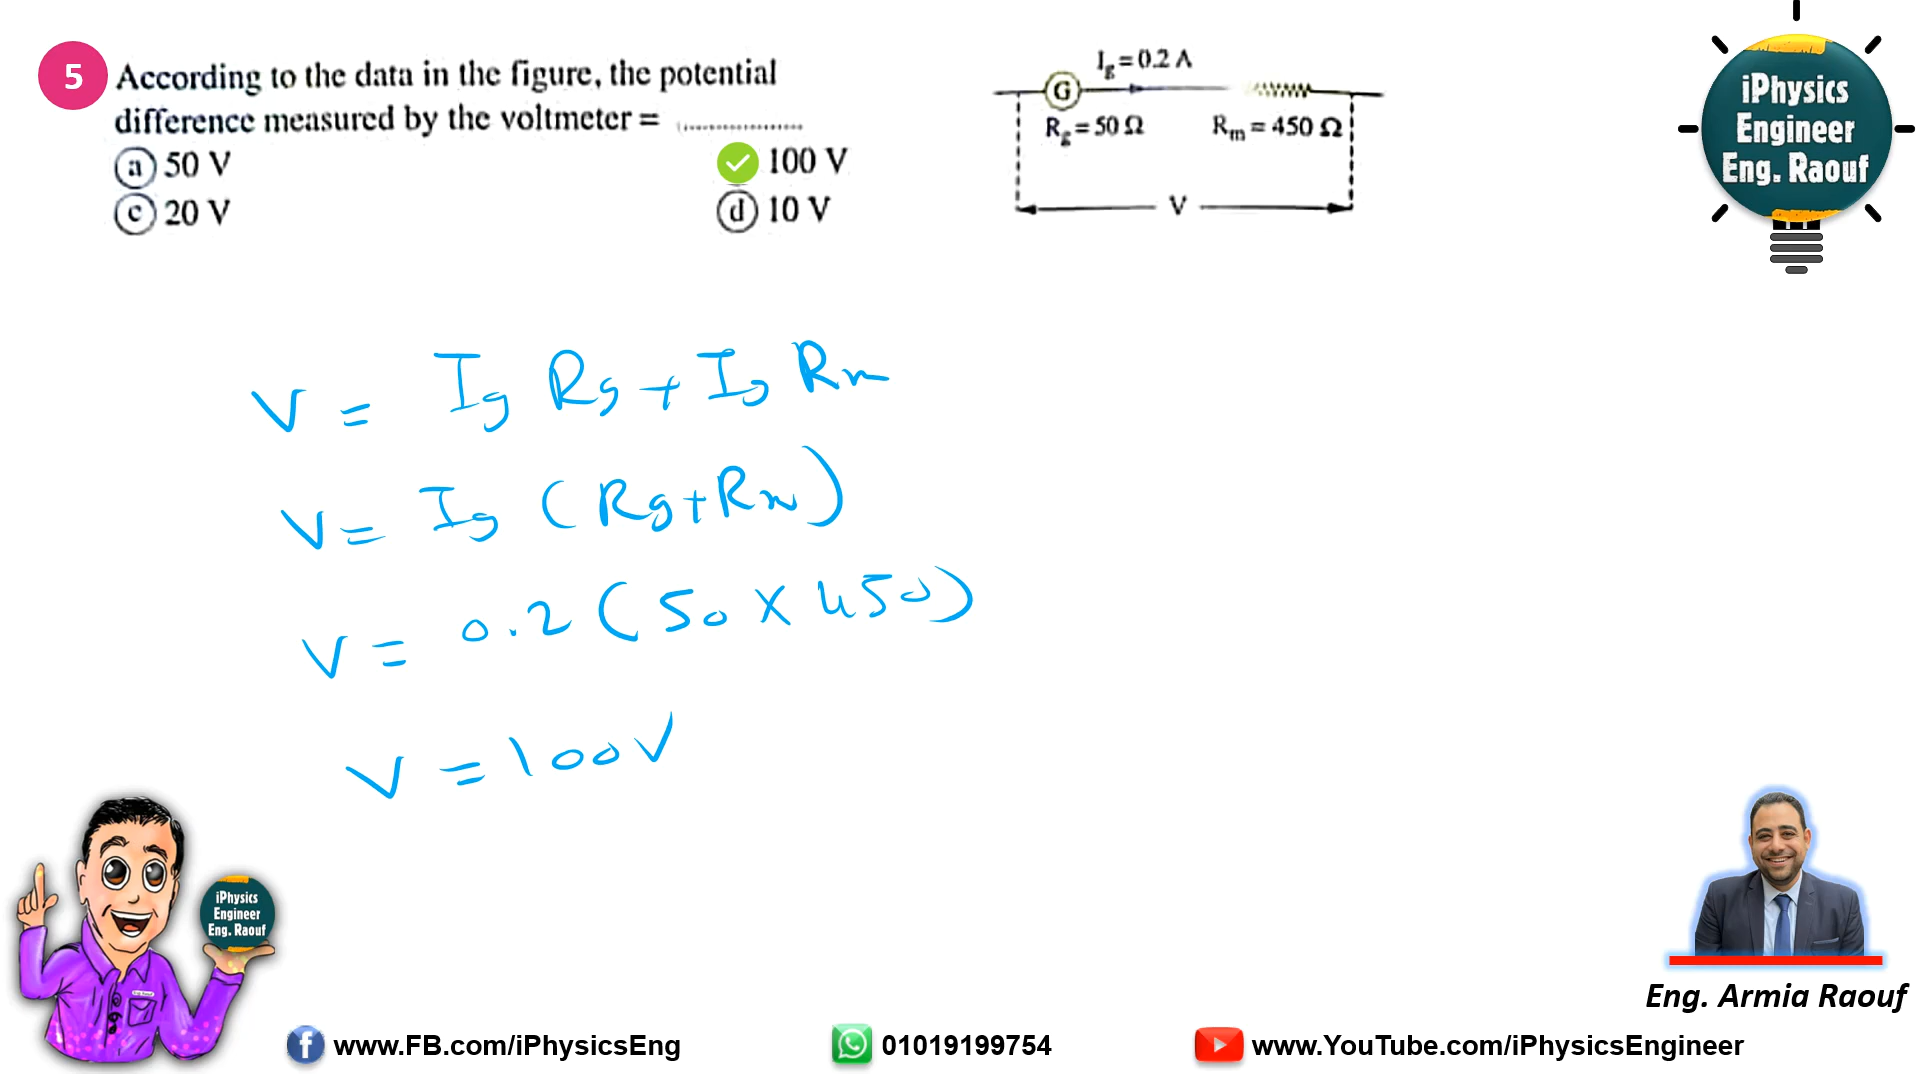 5 According to the data in the figure, the potential
difference measured by the voltmeter = ..................
a 50 V
100 V
c 20 V
d 10 V
Ig = 0.2 A
G
Rg = 50 Ω
Rm = 450 Ω
V
iPhysics
Engineer
Eng. Raouf
V = Ig Rg + Ig Rm
V = Ig (Rg + Rm)
V = 0.2 (50 × 450)
V = 100 V
iPhysics
Engineer
Eng. Raouf
Eng. Armia Raouf
www.FB.com/iPhysicsEng
01019199754
www.YouTube.com/iPhysicsEngineer